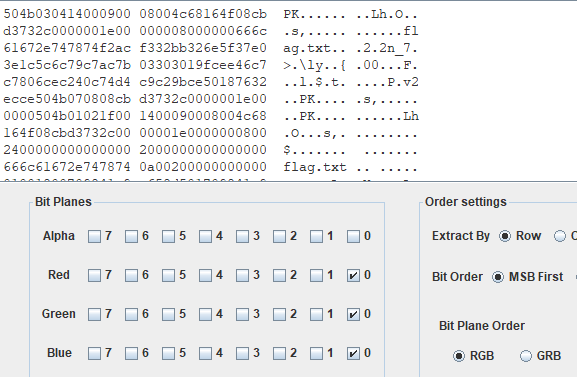 504b030414000900 08004c68164f08cb PK...... ..Lh.O..
d3732c0000001e00 000008000000666c .s,..... ......fl
61672e747874f2ac f332bb326e5f37e0 ag.txt.. .2.2n_7.
3e1c5c6c79c7ac7b 03303019fcee46c7 >.\ly..{ .00...F.
c7806cec240c74d4 c9c29bce50187632 ..l.$.t. ....P.v2
ecce504b070808cb d3732c0000001e00 ..PK.... .s,.....
0000504b01021f00 1400090008004c68 ..PK.... ......Lh
164f08cbd3732c00 00001e0000000800 .O...s,. ........
2400000000000000 2000000000000000 $....... .......
666c61672e747874 0a00200000000000 flag.txt .. .....
Bit Planes
Alpha 7 6 5 4 3 2 1 0
Red 7 6 5 4 3 2 1 0
Green 7 6 5 4 3 2 1 0
Blue 7 6 5 4 3 2 1 0
Order settings
Extract By Row
Bit Order MSB First
Bit Plane Order
RGB GRB